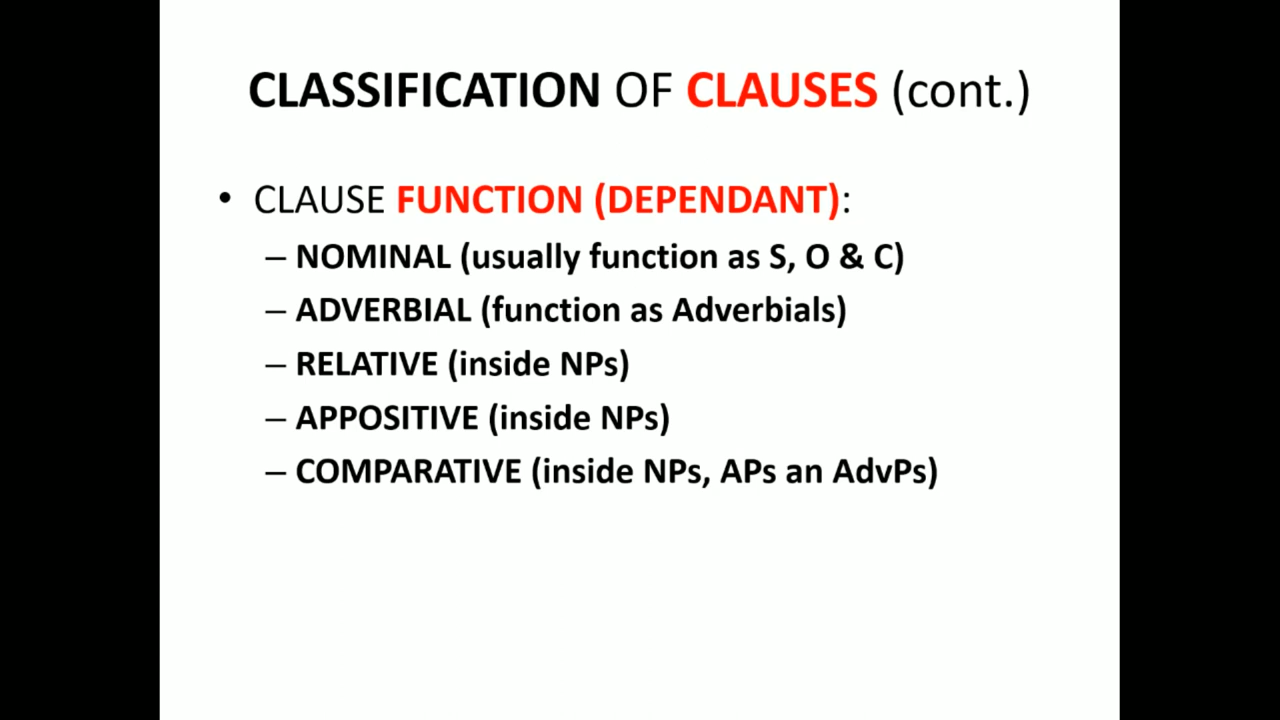 CLASSIFICATION OF CLAUSES (cont.)
• CLAUSE FUNCTION (DEPENDANT):
– NOMINAL (usually function as S, O & C)
– ADVERBIAL (function as Adverbials)
– RELATIVE (inside NPs)
– APPOSITIVE (inside NPs)
– COMPARATIVE (inside NPs, APs an AdvPs)